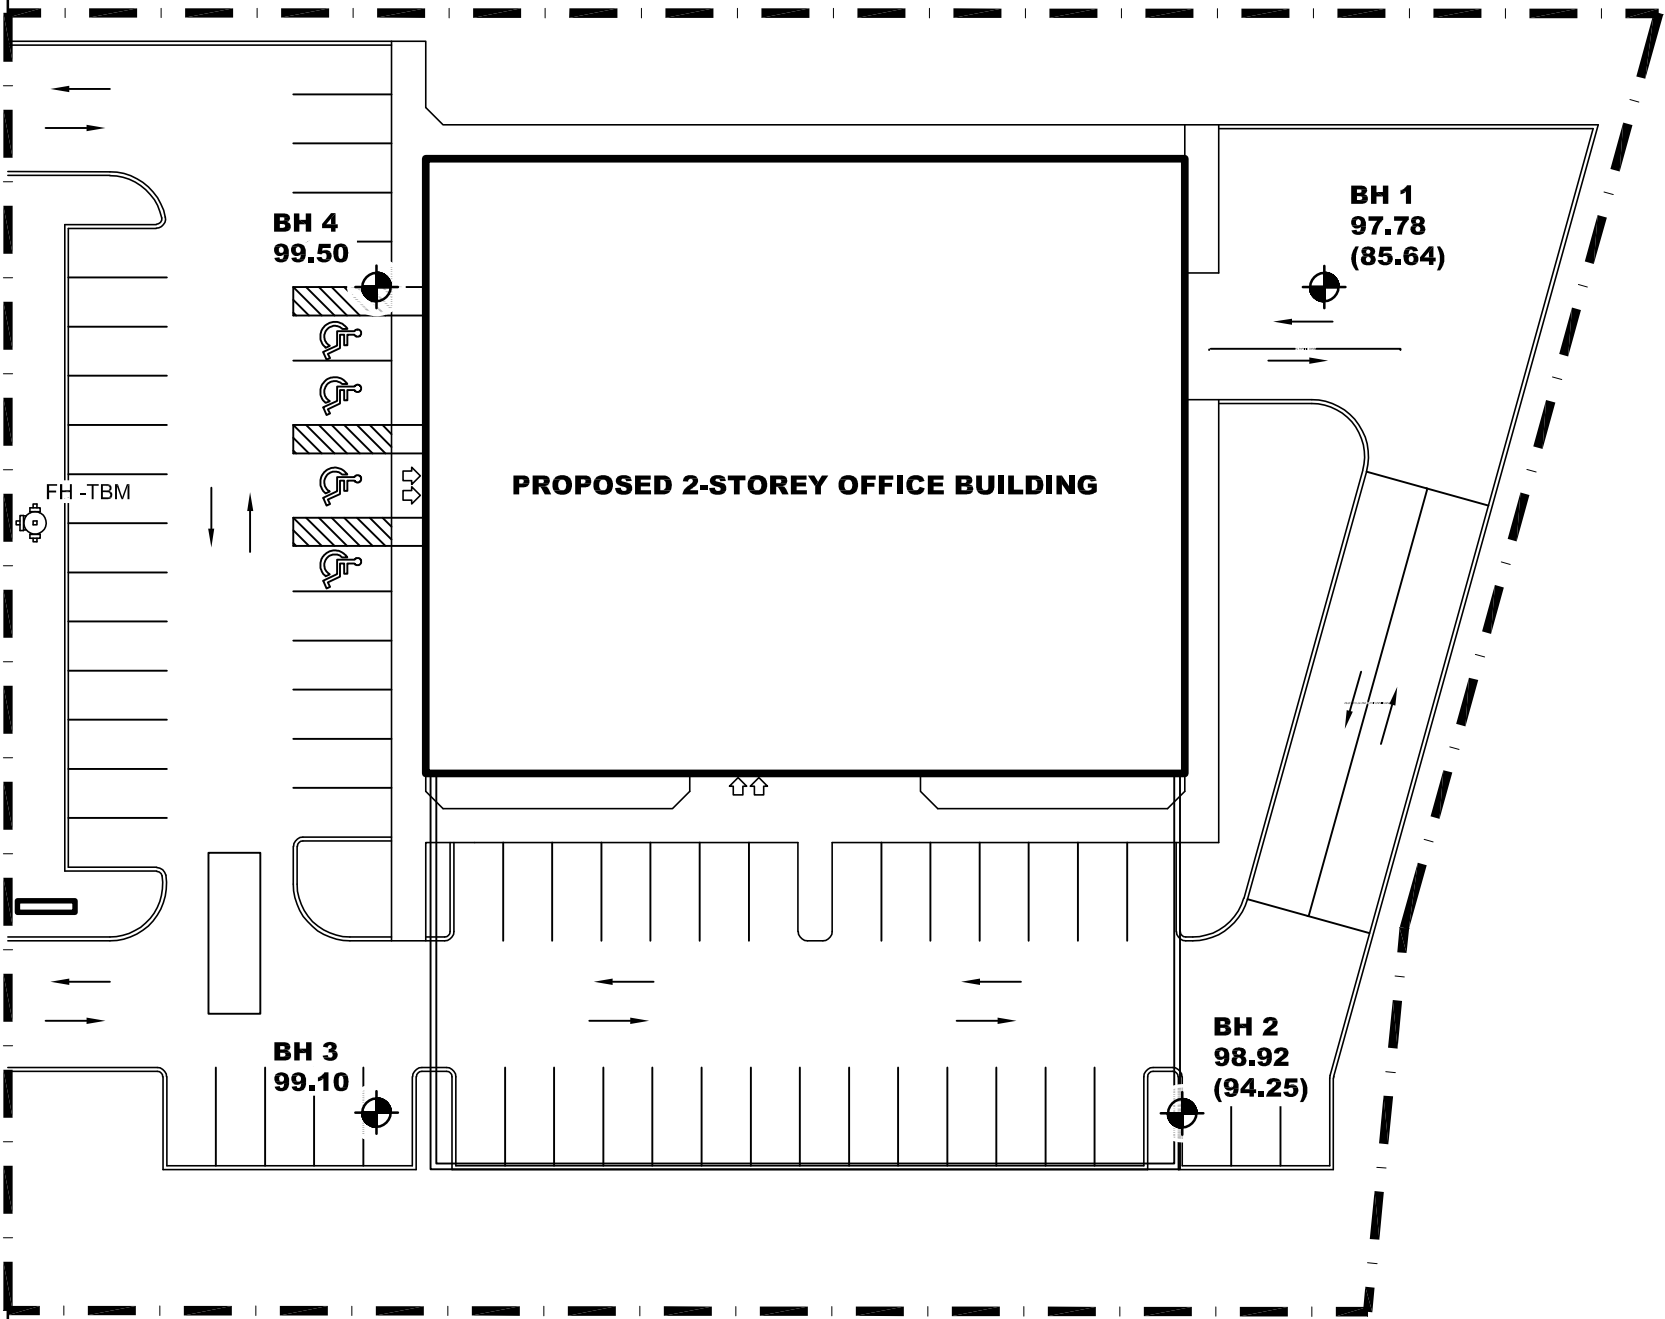 BH 1
97.78
(85.64)
BH 4
99.50
PROPOSED 2-STOREY OFFICE BUILDING
FH -TBM
BH 2
98.92
(94.25)
BH 3
99.10